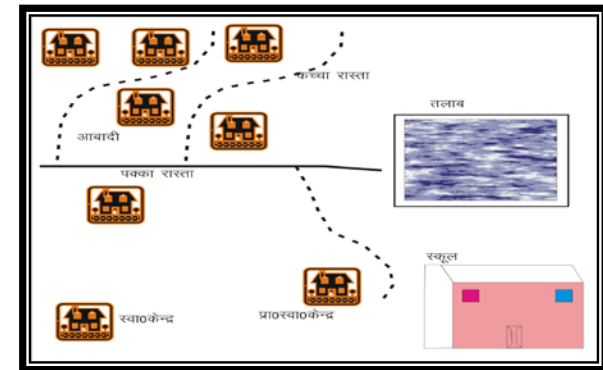 कच्चा रास्ता
तलाब
आबादी
पक्का रास्ता
स्कूल
स्वा0केन्द्र
प्रा0स्वा0केन्द्र